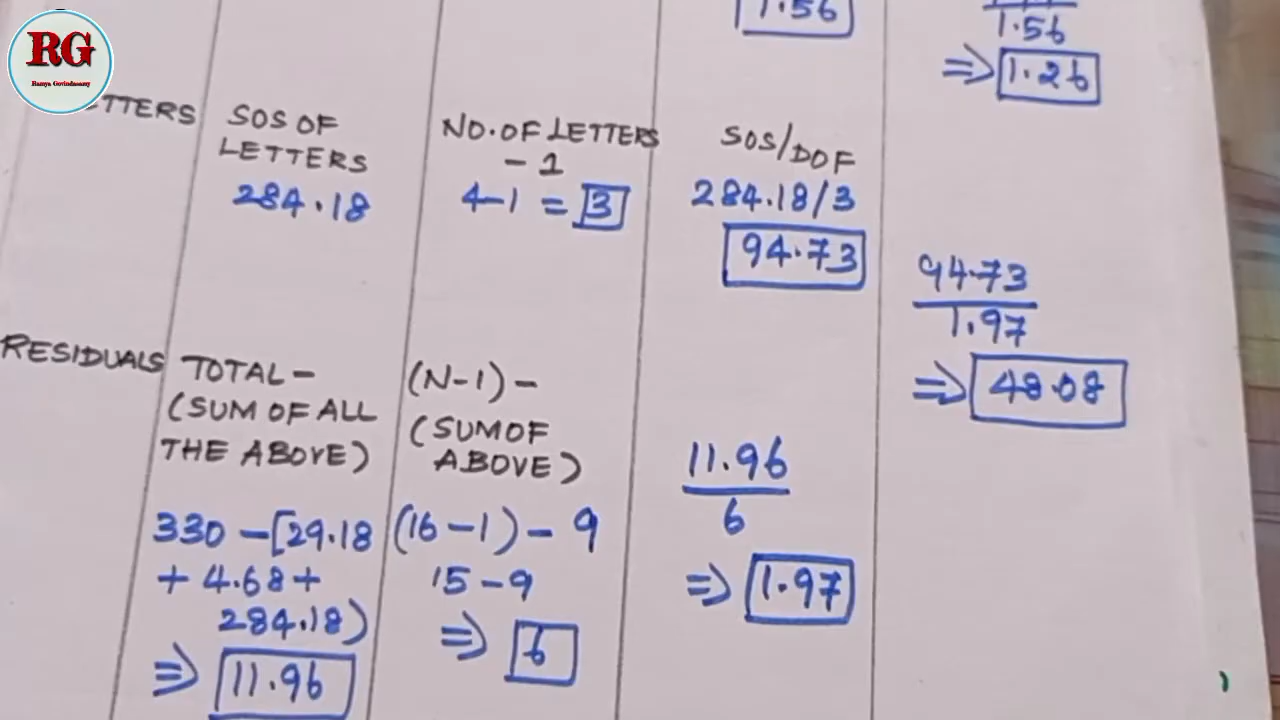 RG
Ramya Govindasamy
1.56
1.56
⇒ 1.26
TTERS
SOS OF
LETTERS
284.18
NO. OF LETTERS
- 1
4-1 = 3
SOS/DOF
284.18/3
94.73
94.73
1.97
⇒ 48.08
RESIDUALS
TOTAL -
(SUM OF ALL
THE ABOVE)
330 - [29.18
+ 4.68 +
284.18)
⇒ 11.96
(N-1) -
(SUM OF
ABOVE)
(16-1) - 9
15-9
⇒ 6
11.96
6
⇒ 1.97